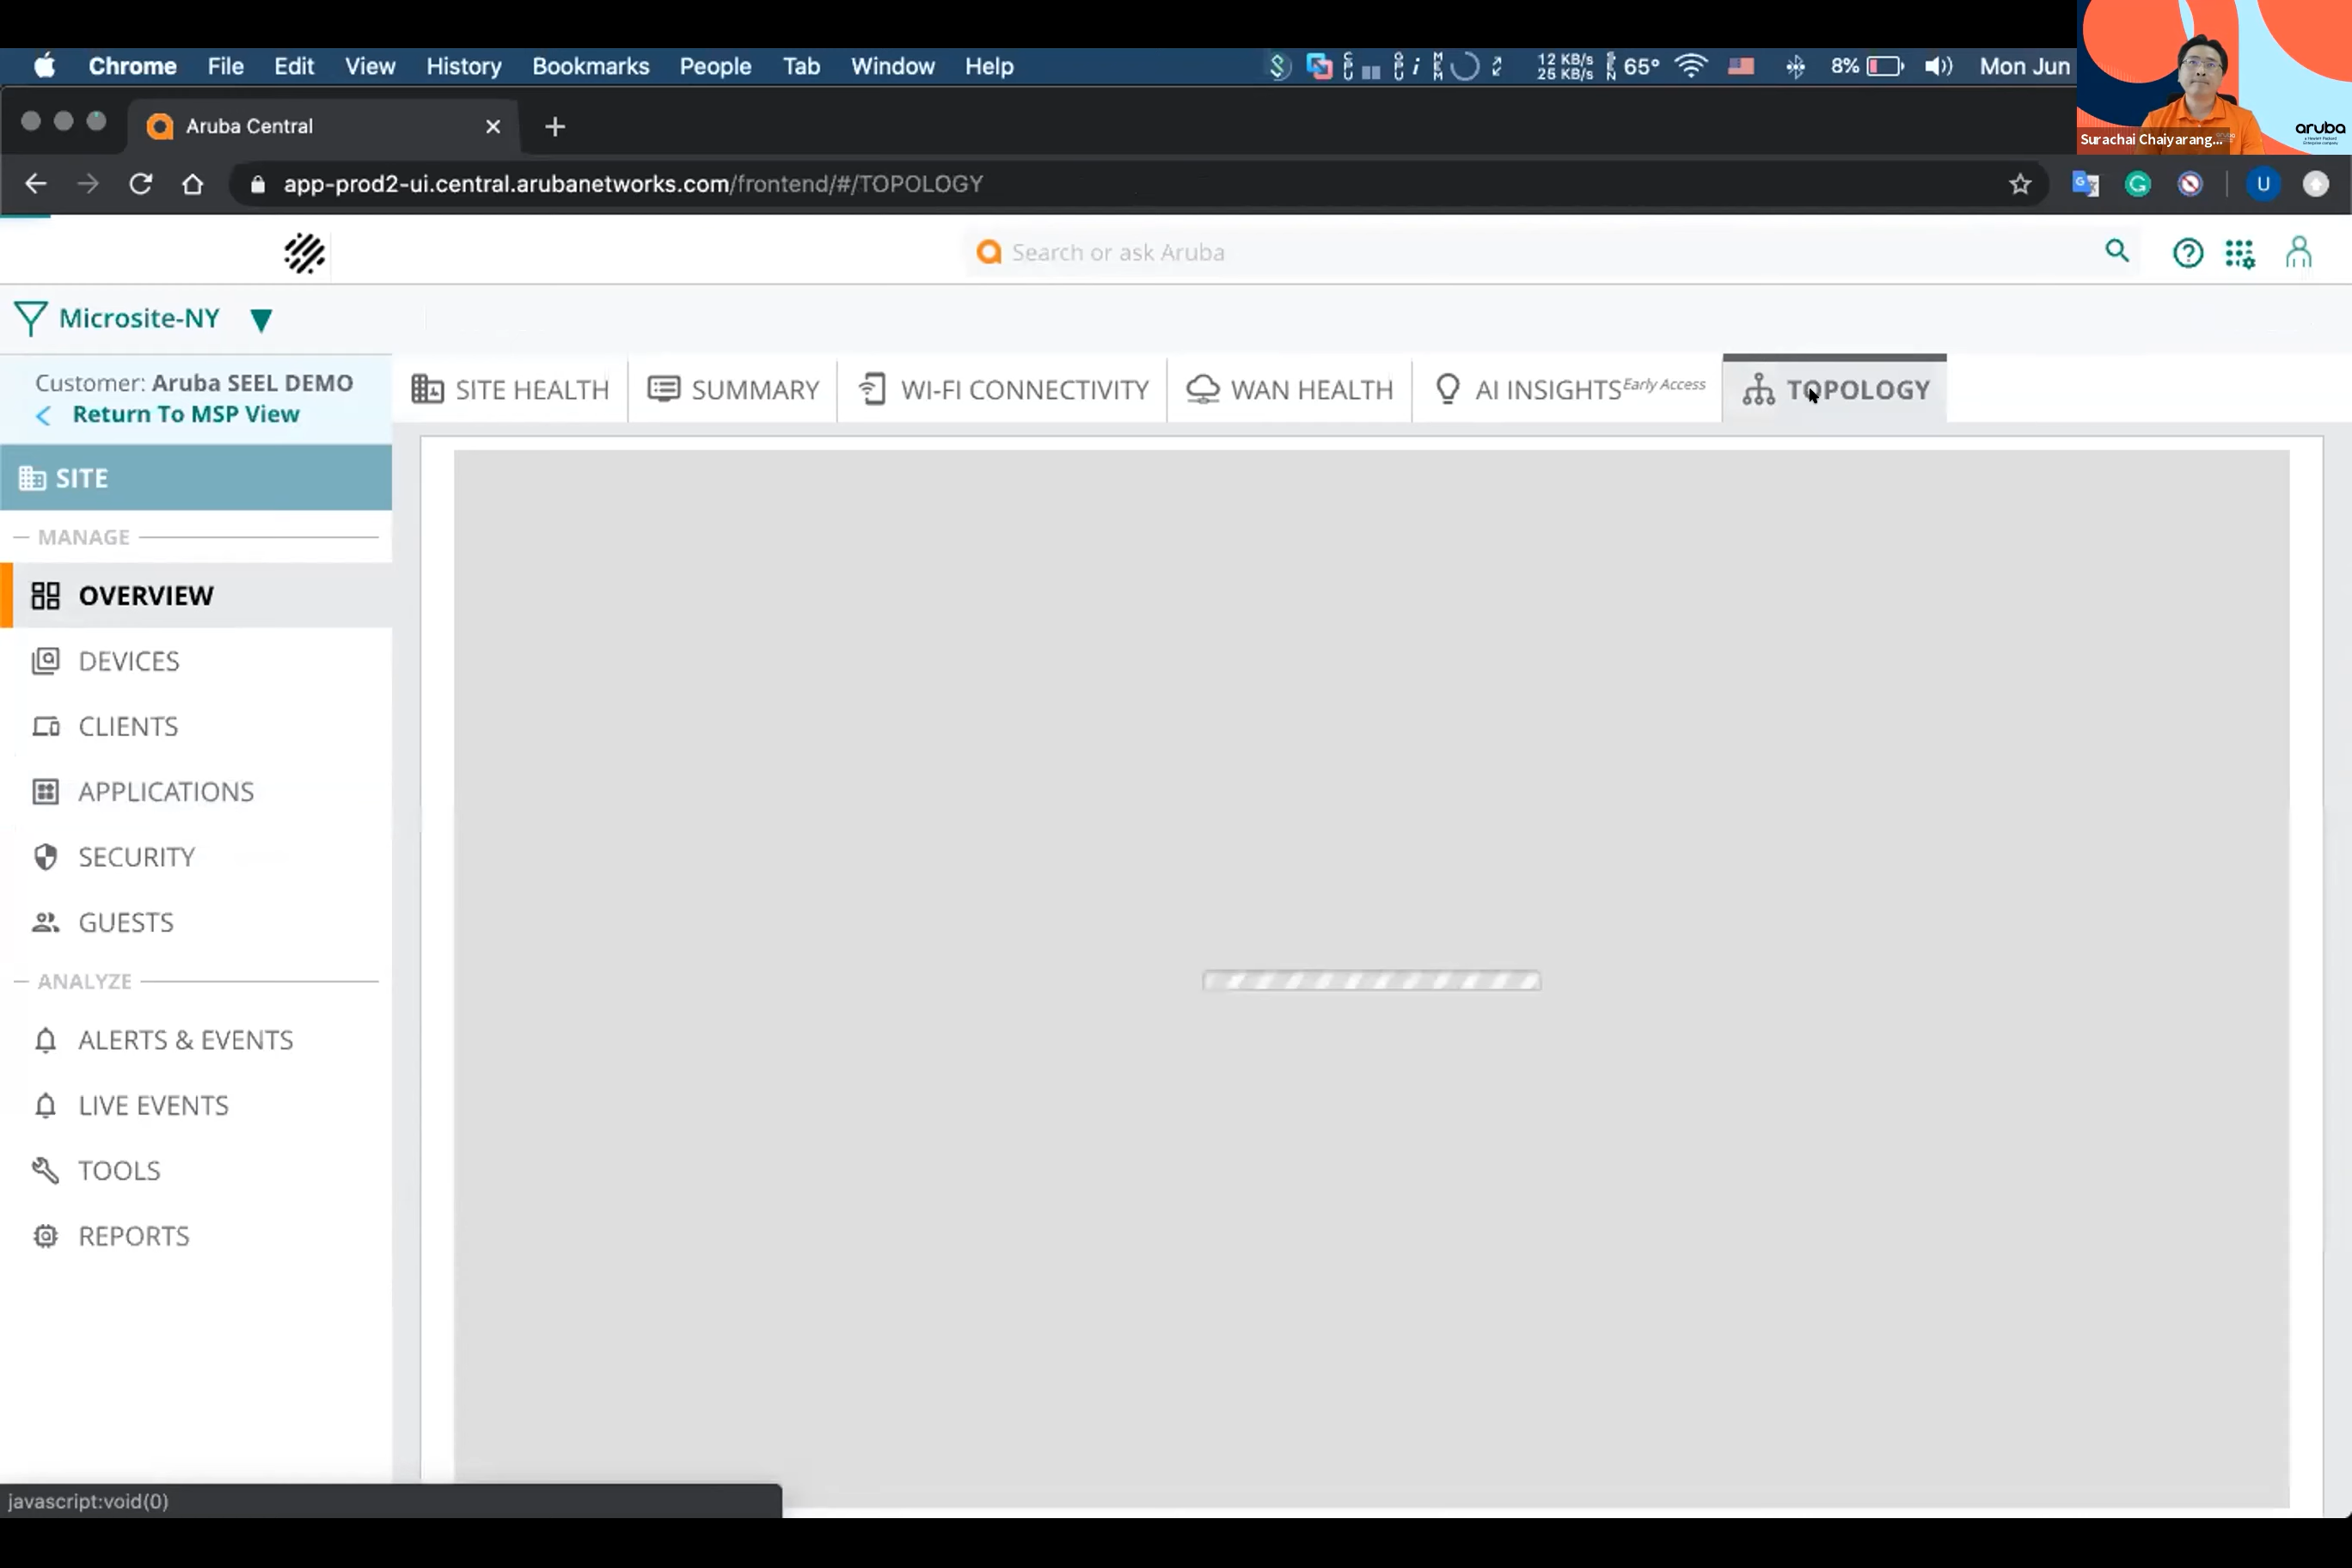 Chrome File Edit View History Bookmarks People Tab Window Help 12 KB/s 25 KB/s 65° 8% Mon Jun
Aruba Central
app-prod2-ui.central.arubanetworks.com/frontend/#/TOPOLOGY
U
Surachai Chaiyarang...
aruba
Search or ask Aruba
Microsite-NY
Customer: Aruba SEEL DEMO
Return To MSP View
SITE HEALTH SUMMARY WI-FI CONNECTIVITY WAN HEALTH AI INSIGHTS Early Access TOPOLOGY
SITE
MANAGE
OVERVIEW
DEVICES
CLIENTS
APPLICATIONS
SECURITY
GUESTS
ANALYZE
ALERTS & EVENTS
LIVE EVENTS
TOOLS
REPORTS
javascript:void(0)